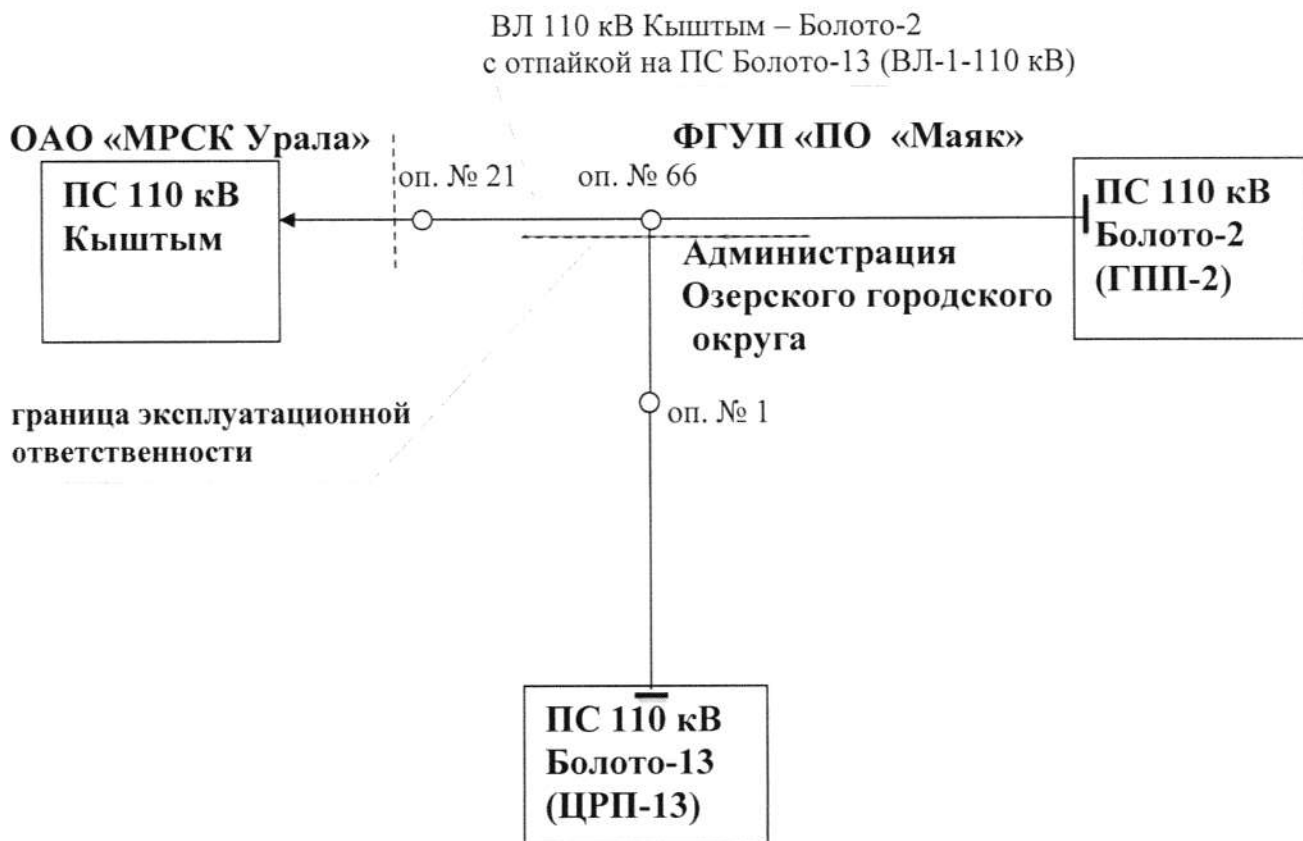 ВЛ 110 кВ Кыштым – Болото-2
с отпайкой на ПС Болото-13 (ВЛ-1-110 кВ)
ОАО «МРСК Урала»
ФГУП «ПО «Маяк»
ПС 110 кВ
Кыштым
оп. № 21
оп. № 66
ПС 110 кВ
Болото-2
(ГПП-2)
Администрация
Озерского городского
округа
граница эксплуатационной
ответственности
оп. № 1
ПС 110 кВ
Болото-13
(ЦРП-13)